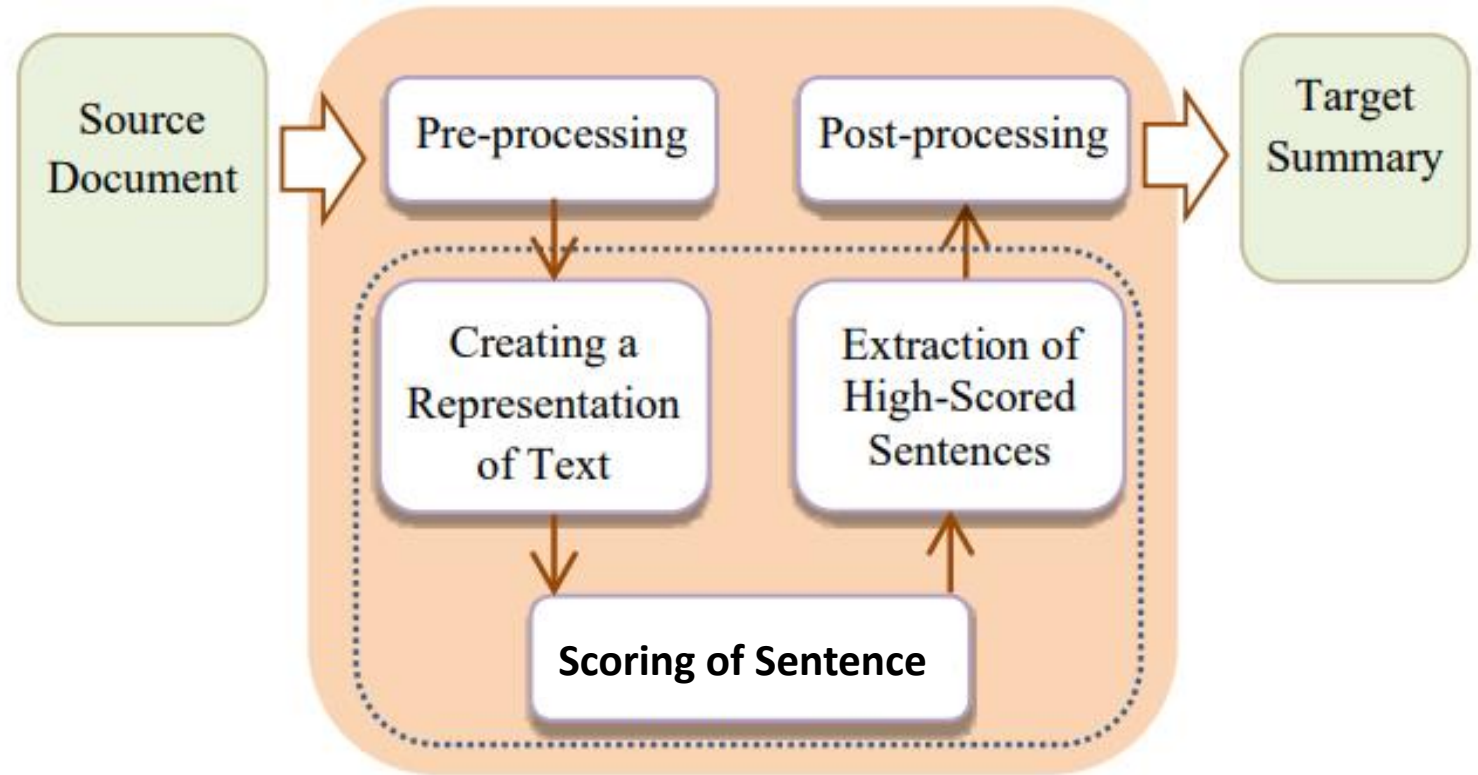 Source
Document
Pre-processing
Creating a
Representation
of Text
Scoring of Sentence
Extraction of
High-Scored
Sentences
Post-processing
Target
Summary